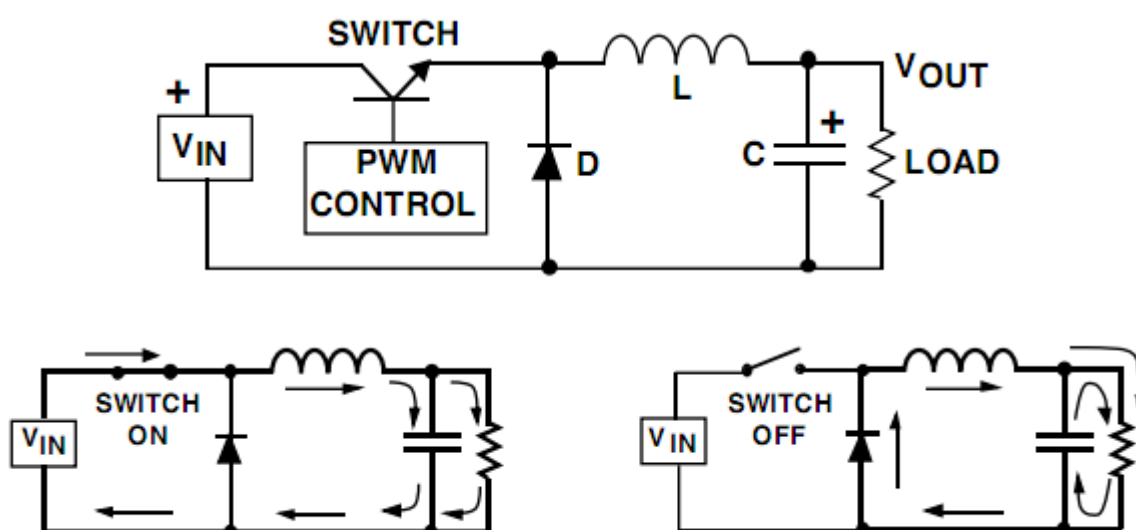 SWITCH
+
VIN
PWM
CONTROL
D
L
C
+
VOUT
LOAD
SWITCH
ON
VIN
SWITCH
OFF
VIN